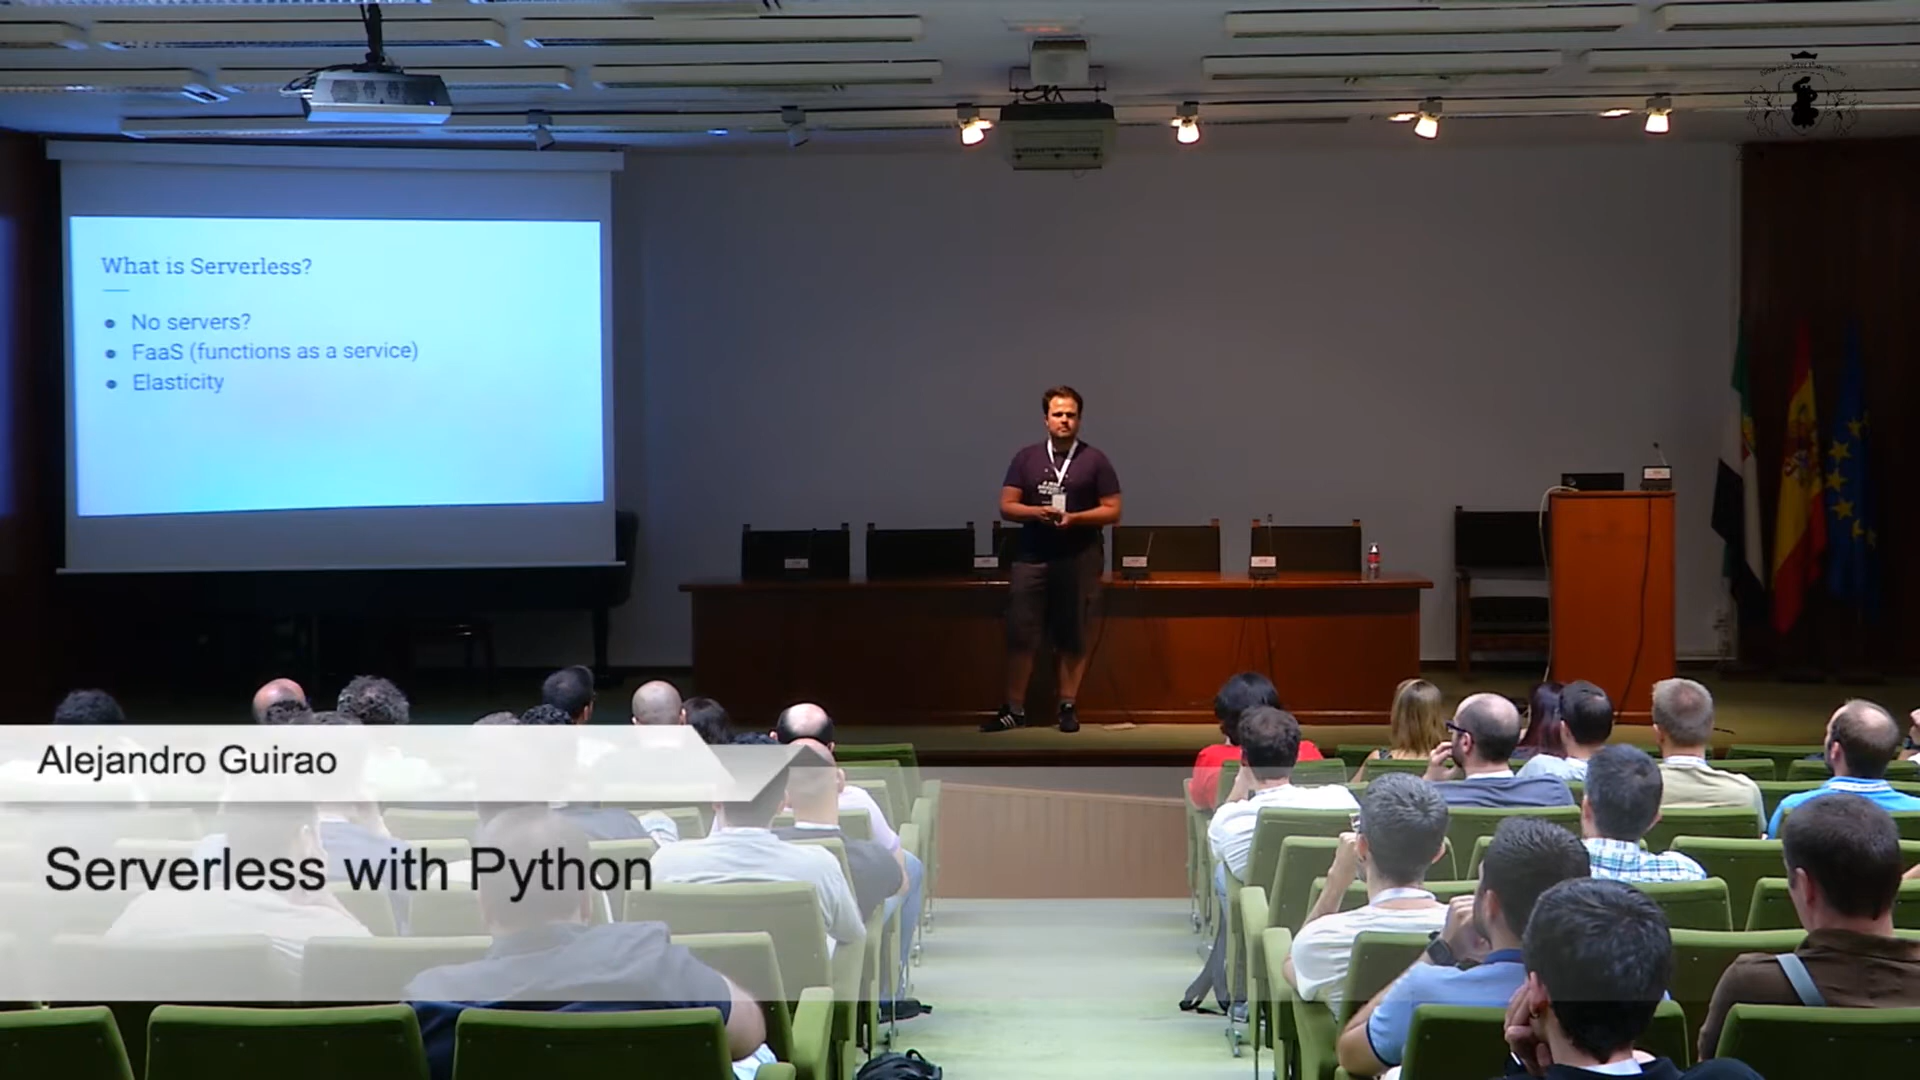 What is Serverless?
No servers?
FaaS (functions as a service)
Elasticity
Alejandro Guirao
Serverless with Python